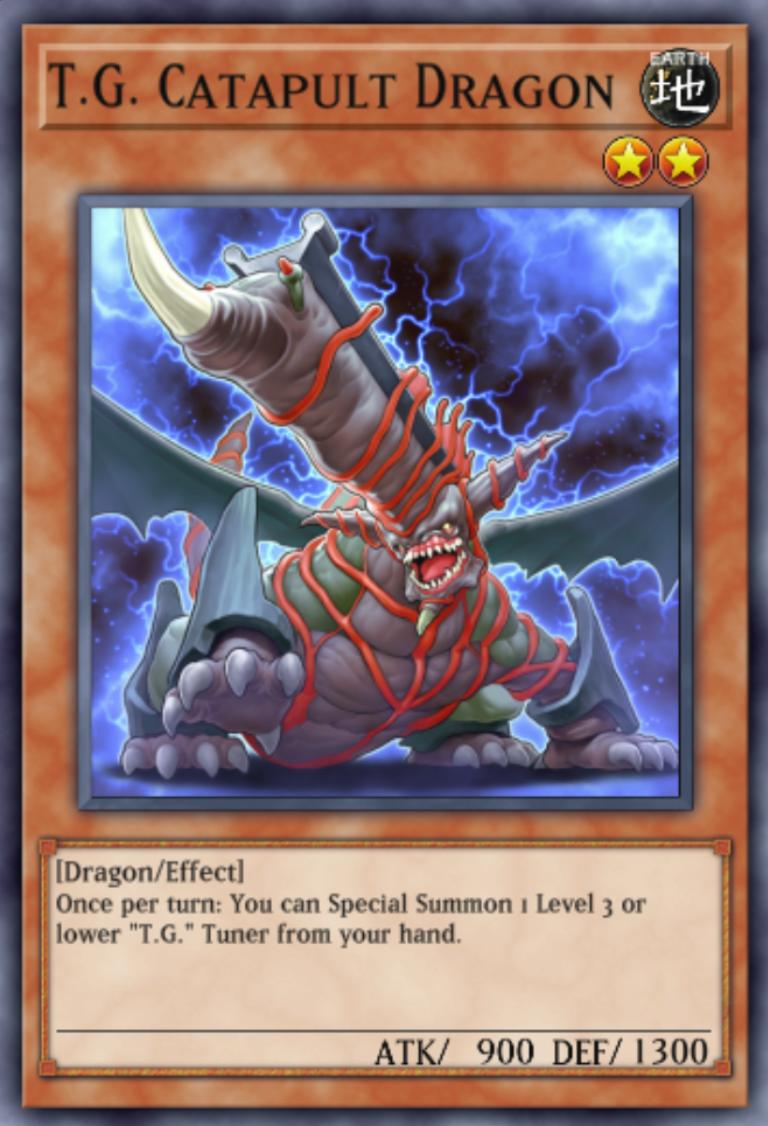 T.G. Catapult Dragon
EARTH
地
[Dragon/Effect]
Once per turn: You can Special Summon 1 Level 3 or
lower "T.G." Tuner from your hand.
ATK/ 900 DEF/ 1300